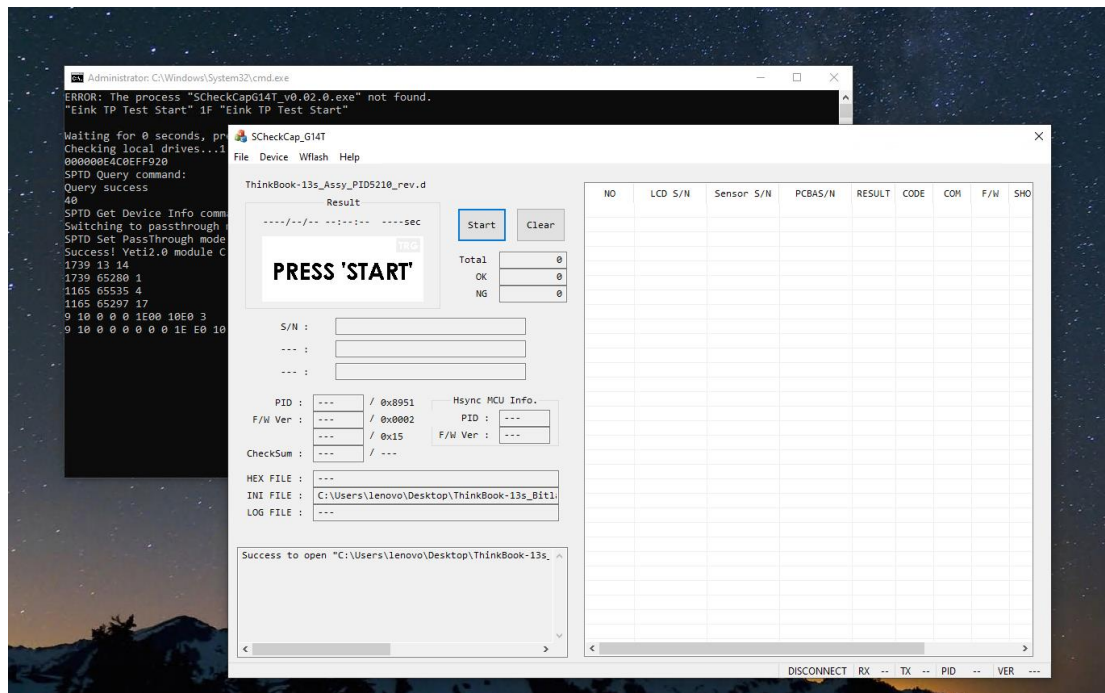 Administrator: C:\Windows\System32\cmd.exe
ERROR: The process "SCheckCapG14T_v0.02.0.exe" not found.
"Eink TP Test Start" 1F "Eink TP Test Start"
Waiting for 0 seconds, pr
Checking local drives...1
000000E4C0EFF920
SPTD Query command:
Query success
40
SPTD Get Device Info comm
Switching to passthrough
SPTD Set PassThrough mode
Success! Yeti2.0 module C
1739 13 14
1739 65280 1
1165 65535 4
1165 65297 17
9 10 0 0 0 1E00 10E0 3
9 10 0 0 0 0 0 0 1E E0 10
SCheckCap_G14T
File Device Wflash Help
ThinkBook-13s_Assy_PID5210_rev.d
Result
----/--/-- --:--:-- ----sec
TRG
PRESS 'START'
Start Clear
Total 0
OK 0
NG 0
S/N :
--- :
--- :
PID : --- / 0x8951
F/W Ver : --- / 0x0002
--- / 0x15
CheckSum : --- / ---
Hsync MCU Info.
PID : ---
F/W Ver : ---
HEX FILE : ---
INI FILE : C:\Users\lenovo\Desktop\ThinkBook-13s_Bitl
LOG FILE : ---
Success to open "C:\Users\lenovo\Desktop\ThinkBook-13s_
NO LCD S/N Sensor S/N PCBAS/N RESULT CODE COM F/W SHO
DISCONNECT RX -- TX -- PID -- VER ---